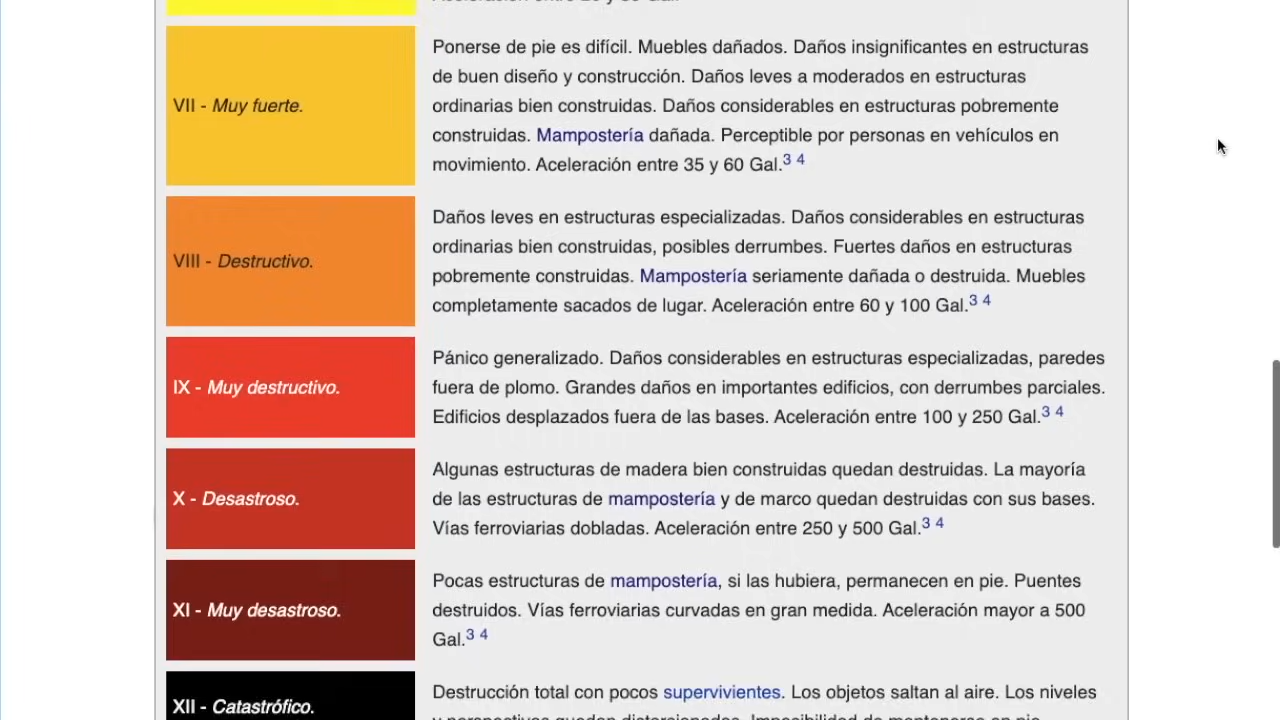 VII - Muy fuerte.
Ponerse de pie es difícil. Muebles dañados. Daños insignificantes en estructuras
de buen diseño y construcción. Daños leves a moderados en estructuras
ordinarias bien construidas. Daños considerables en estructuras pobremente
construidas. Mampostería dañada. Perceptible por personas en vehículos en
movimiento. Aceleración entre 35 y 60 Gal.3 4
VIII - Destructivo.
Daños leves en estructuras especializadas. Daños considerables en estructuras
ordinarias bien construidas, posibles derrumbes. Fuertes daños en estructuras
pobremente construidas. Mampostería seriamente dañada o destruida. Muebles
completamente sacados de lugar. Aceleración entre 60 y 100 Gal.3 4
IX - Muy destructivo.
Pánico generalizado. Daños considerables en estructuras especializadas, paredes
fuera de plomo. Grandes daños en importantes edificios, con derrumbes parciales.
Edificios desplazados fuera de las bases. Aceleración entre 100 y 250 Gal.3 4
X - Desastroso.
Algunas estructuras de madera bien construidas quedan destruidas. La mayoría
de las estructuras de mampostería y de marco quedan destruidas con sus bases.
Vías ferroviarias dobladas. Aceleración entre 250 y 500 Gal.3 4
XI - Muy desastroso.
Pocas estructuras de mampostería, si las hubiera, permanecen en pie. Puentes
destruidos. Vías ferroviarias curvadas en gran medida. Aceleración mayor a 500
Gal.3 4
XII - Catastrófico.
Destrucción total con pocos supervivientes. Los objetos saltan al aire. Los niveles